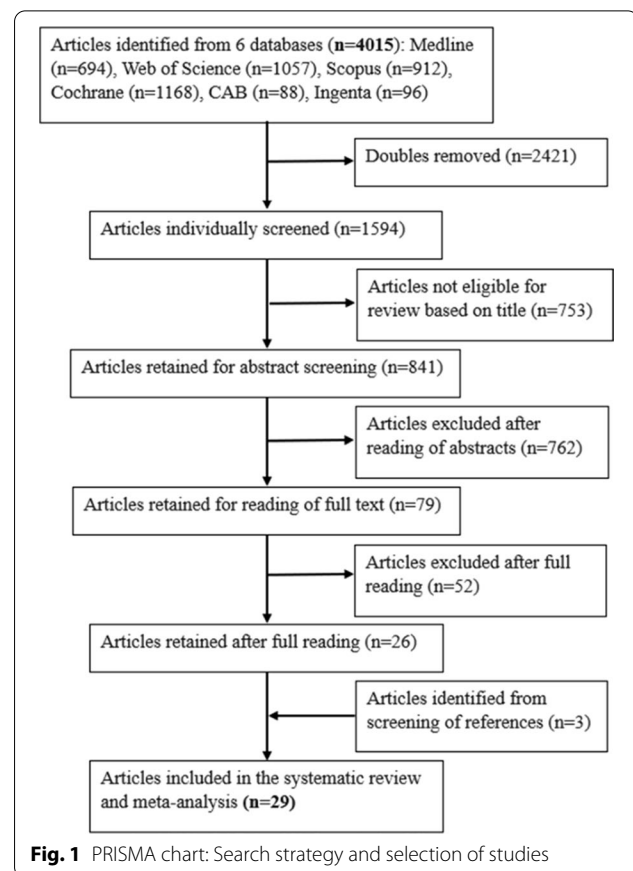 Articles identified from 6 databases (n=4015): Medline
(n=694), Web of Science (n=1057), Scopus (n=912),
Cochrane (n=1168), CAB (n=88), Ingenta (n=96)
Doubles removed (n=2421)
Articles individually screened (n=1594)
Articles not eligible for
review based on title (n=753)
Articles retained for abstract screening (n=841)
Articles excluded after
reading of abstracts (n=762)
Articles retained for reading of full text (n=79)
Articles excluded after full
reading (n=52)
Articles retained after full reading (n=26)
Articles identified from
screening of references (n=3)
Articles included in the systematic review
and meta-analysis (n=29)
Fig. 1 PRISMA chart: Search strategy and selection of studies